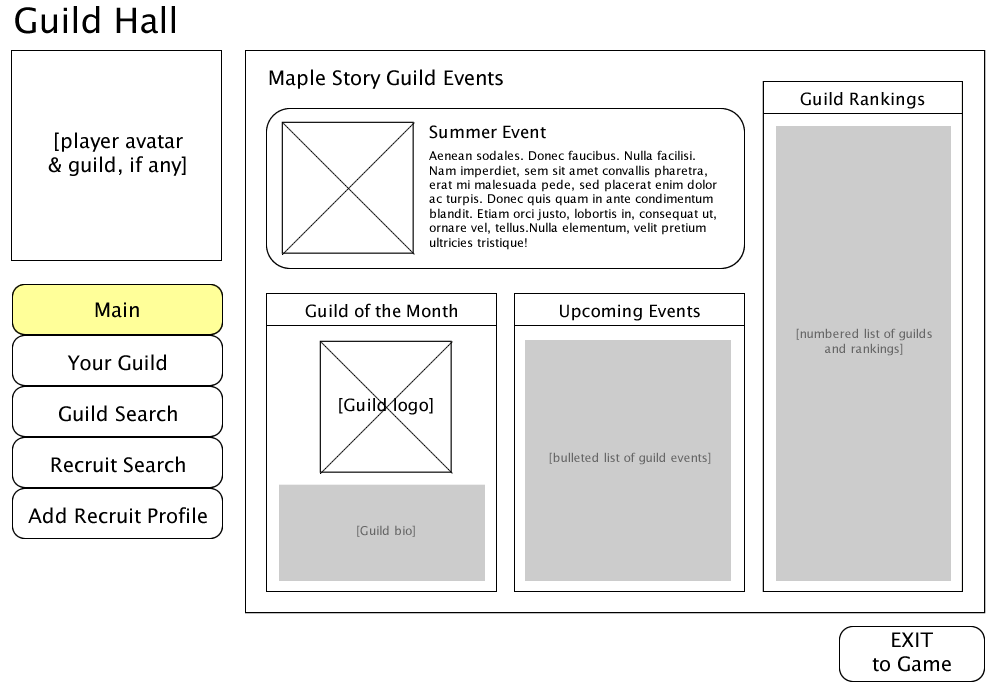 Guild Hall
[player avatar
& guild, if any]
Main
Your Guild
Guild Search
Recruit Search
Add Recruit Profile
Maple Story Guild Events
Summer Event
Aenean sodales. Donec faucibus. Nulla facilisi.
Nam imperdiet, sem sit amet convallis pharetra,
erat mi malesuada pede, sed placerat enim dolor
ac turpis. Donec quis quam in ante condimentum
blandit. Etiam orci justo, lobortis in, consequat ut,
ornare vel, tellus.Nulla elementum, velit pretium
ultricies tristique!
Guild of the Month
[Guild logo]
[Guild bio]
Upcoming Events
[bulleted list of guild events]
Guild Rankings
[numbered list of guilds
and rankings]
EXIT
to Game